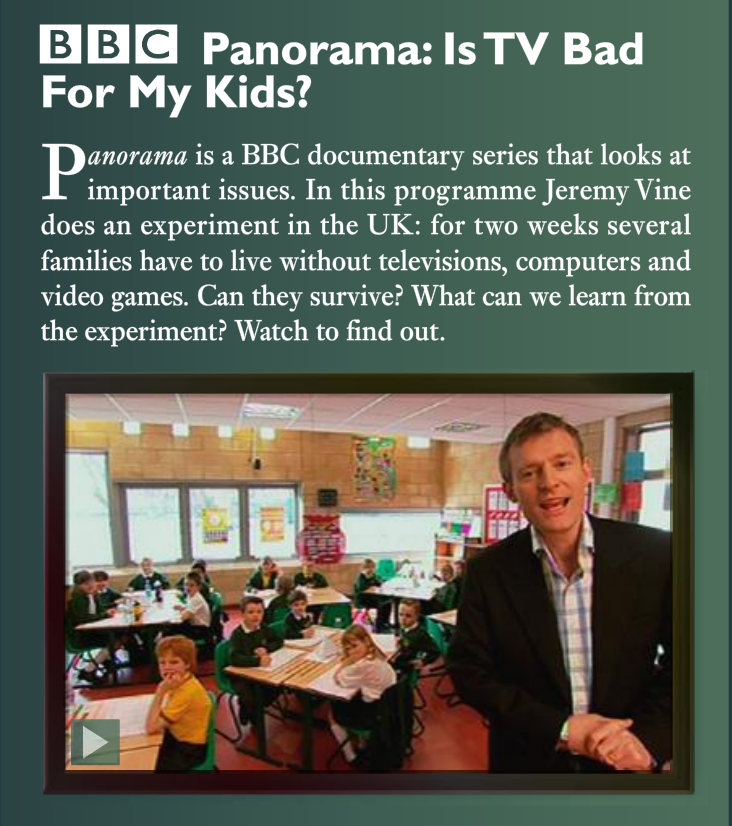 BBC Panorama: Is TV Bad
For My Kids?
Panorama is a BBC documentary series that looks at
important issues. In this programme Jeremy Vine
does an experiment in the UK: for two weeks several
families have to live without televisions, computers and
video games. Can they survive? What can we learn from
the experiment? Watch to find out.